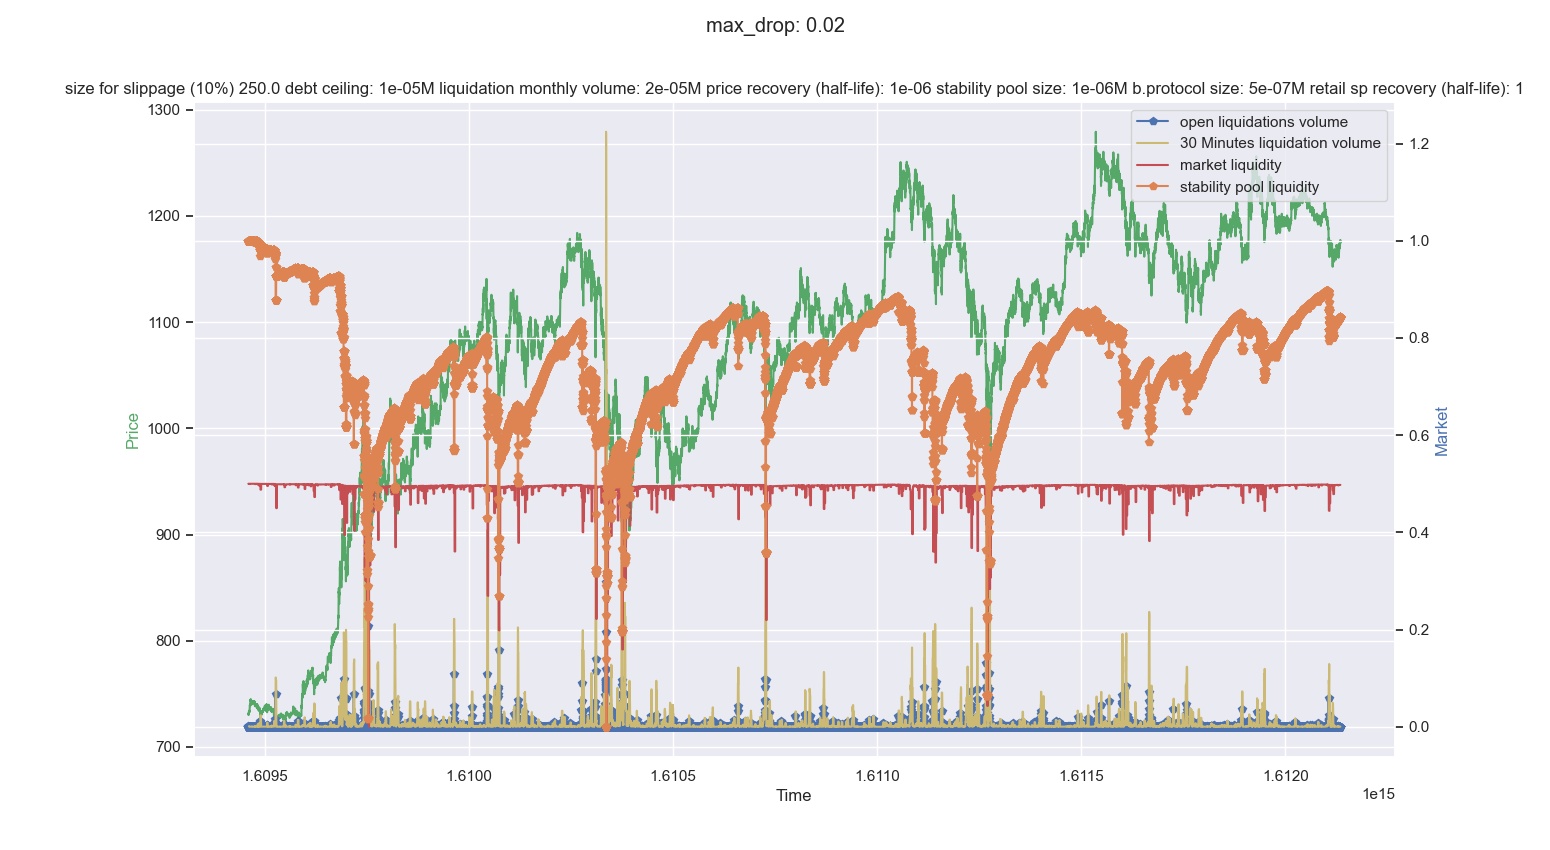 max_drop: 0.02
size for slippage (10%) 250.0 debt ceiling: 1e-05M liquidation monthly volume: 2e-05M price recovery (half-life): 1e-06 stability pool size: 1e-06M b.protocol size: 5e-07M retail sp recovery (half-life): 1
open liquidations volume
30 Minutes liquidation volume
market liquidity
stability pool liquidity
1300
1200
1100
1000
900
800
700
Price
1.2
1.0
0.8
0.6
0.4
0.2
0.0
Market
1.6095 1.6100 1.6105 1.6110 1.6115 1.6120
1e15
Time